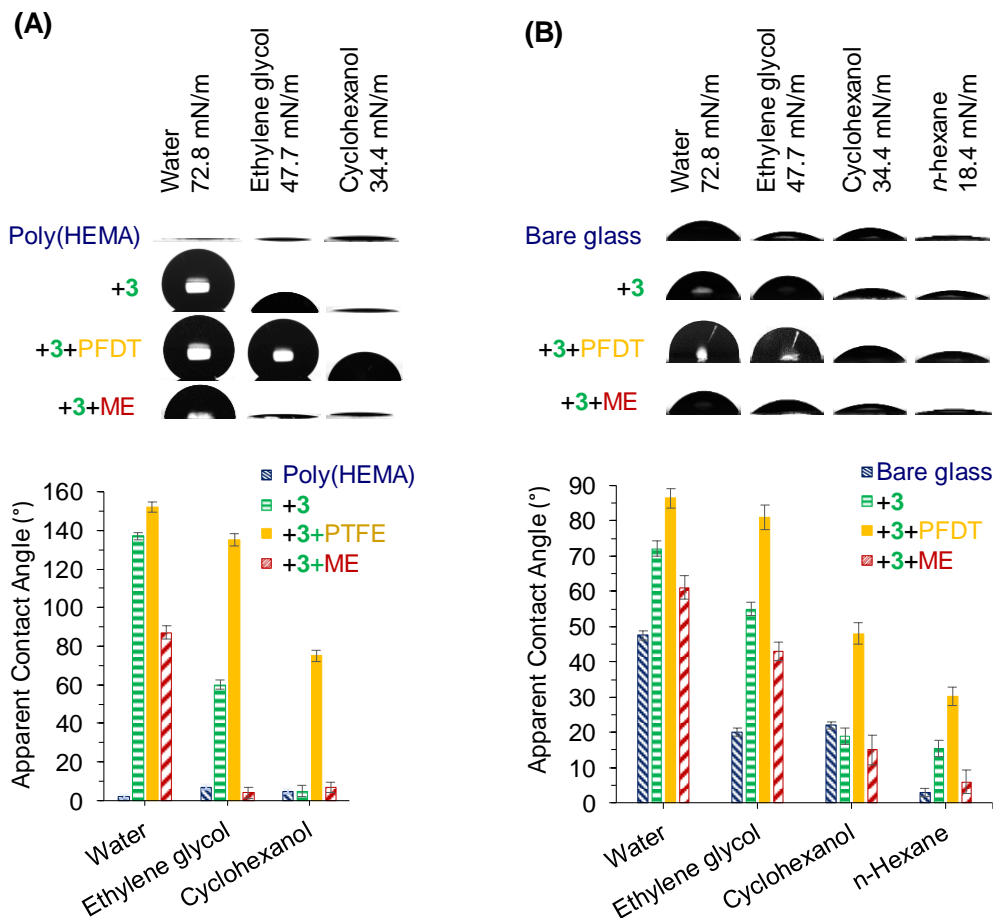 (A)
Water
72.8 mN/m
Ethylene glycol
47.7 mN/m
Cyclohexanol
34.4 mN/m
Poly(HEMA)
+3
+3+PFDT
+3+ME
160
140
120
100
80
60
40
20
0
Apparent Contact Angle (°)
Poly(HEMA)
+3
+3+PTFE
+3+ME
Water
Ethylene glycol
Cyclohexanol
(B)
Water
72.8 mN/m
Ethylene glycol
47.7 mN/m
Cyclohexanol
34.4 mN/m
n-hexane
18.4 mN/m
Bare glass
+3
+3+PFDT
+3+ME
90
80
70
60
50
40
30
20
10
0
Apparent Contact Angle (°)
Bare glass
+3
+3+PFDT
+3+ME
Water
Ethylene glycol
Cyclohexanol
n-Hexane